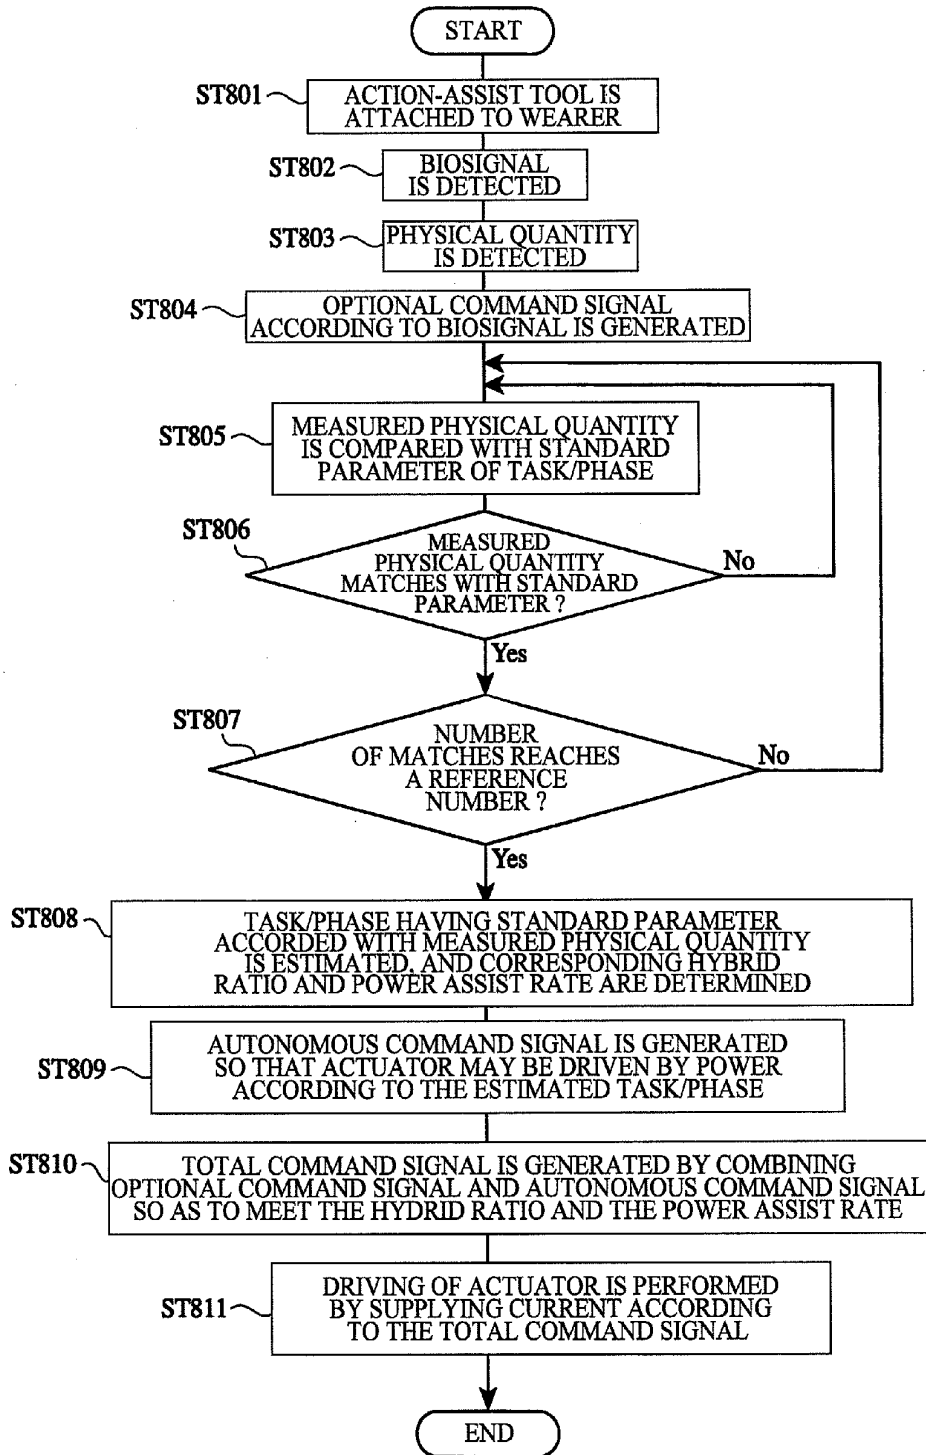 START
ST801
ACTION-ASSIST TOOL IS
ATTACHED TO WEARER
ST802
BIOSIGNAL
IS DETECTED
ST803
PHYSICAL QUANTITY
IS DETECTED
ST804
OPTIONAL COMMAND SIGNAL
ACCORDING TO BIOSIGNAL IS GENERATED
ST805
MEASURED PHYSICAL QUANTITY
IS COMPARED WITH STANDARD
PARAMETER OF TASK/PHASE
ST806
MEASURED
PHYSICAL QUANTITY
MATCHES WITH STANDARD
PARAMETER ?
No
Yes
ST807
NUMBER
OF MATCHES REACHES
A REFERENCE
NUMBER ?
No
Yes
ST808
TASK/PHASE HAVING STANDARD PARAMETER
ACCORDED WITH MEASURED PHYSICAL QUANTITY
IS ESTIMATED, AND CORRESPONDING HYBRID
RATIO AND POWER ASSIST RATE ARE DETERMINED
ST809
AUTONOMOUS COMMAND SIGNAL IS GENERATED
SO THAT ACTUATOR MAY BE DRIVEN BY POWER
ACCORDING TO THE ESTIMATED TASK/PHASE
ST810
TOTAL COMMAND SIGNAL IS GENERATED BY COMBINING
OPTIONAL COMMAND SIGNAL AND AUTONOMOUS COMMAND SIGNAL
SO AS TO MEET THE HYDRID RATIO AND THE POWER ASSIST RATE
ST811
DRIVING OF ACTUATOR IS PERFORMED
BY SUPPLYING CURRENT ACCORDING
TO THE TOTAL COMMAND SIGNAL
END